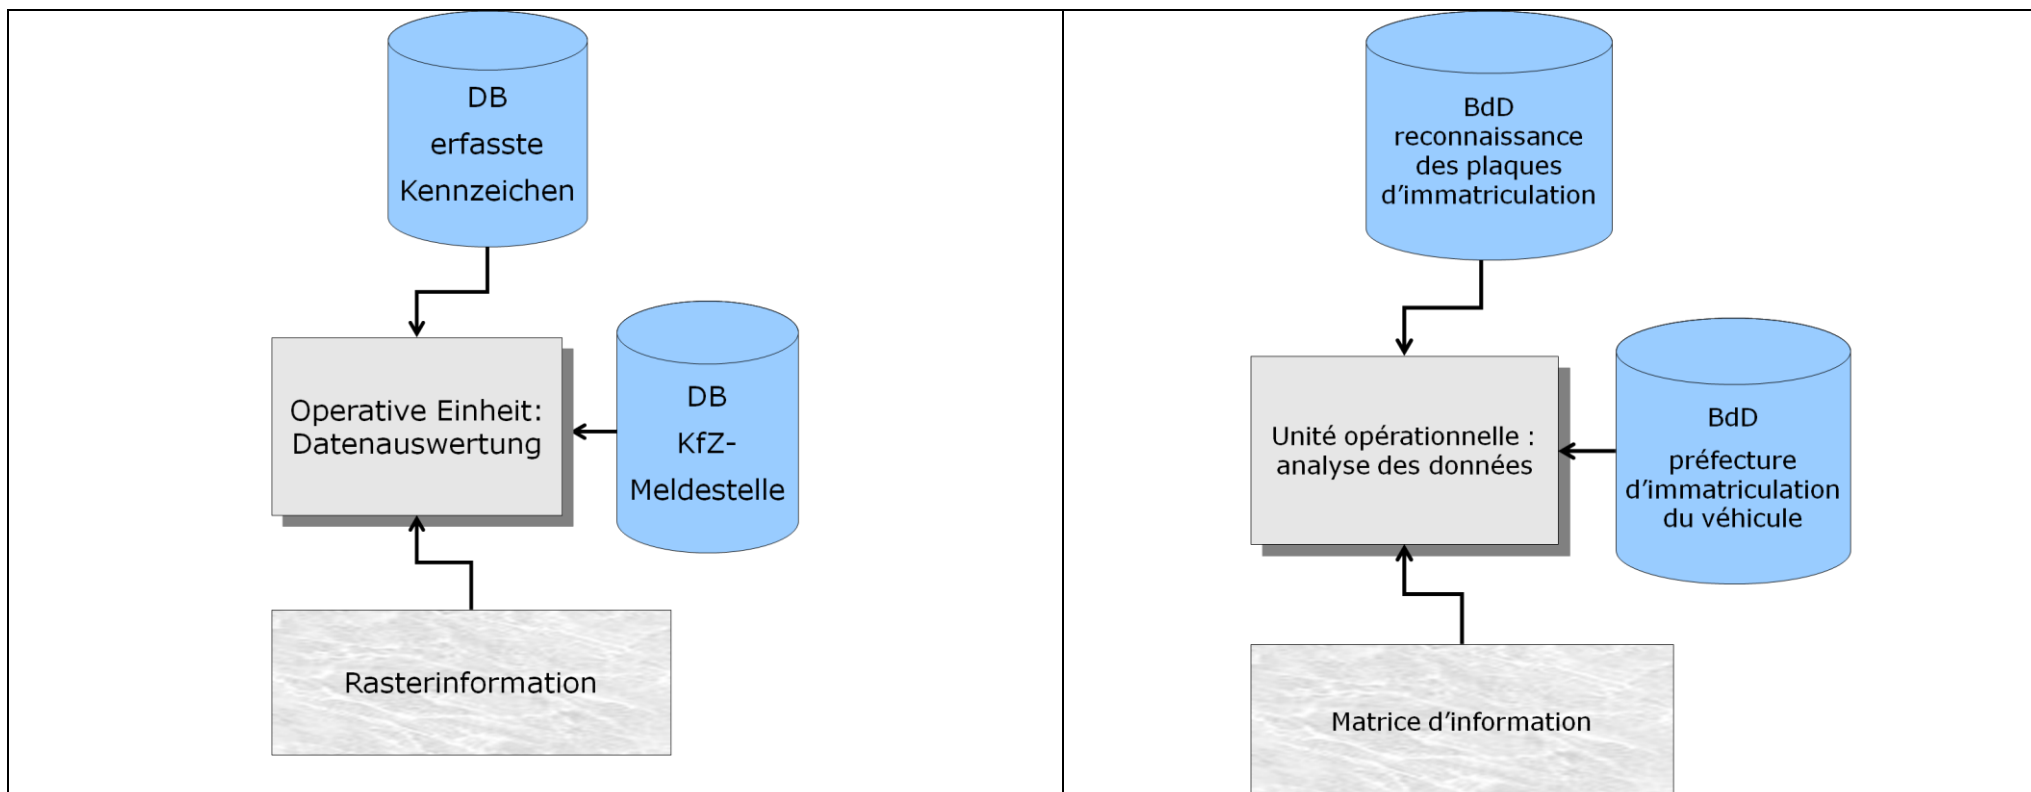 DB
erfasste
Kennzeichen
Operative Einheit:
Datenauswertung
DB
KfZ-
Meldestelle
Rasterinformation
BdD
reconnaissance
des plaques
d’immatriculation
Unité opérationnelle :
analyse des données
BdD
préfecture
d’immatriculation
du véhicule
Matrice d’information